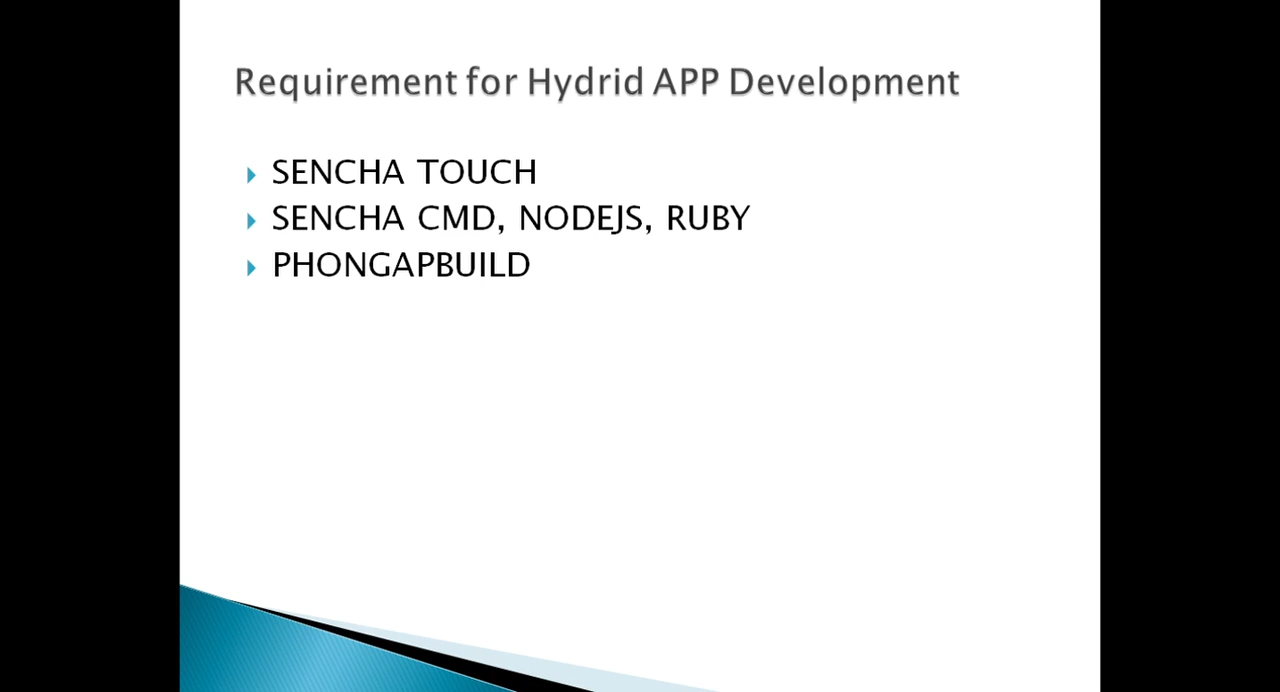 Requirement for Hydrid APP Development
SENCHA TOUCH
SENCHA CMD, NODEJS, RUBY
PHONGAPBUILD